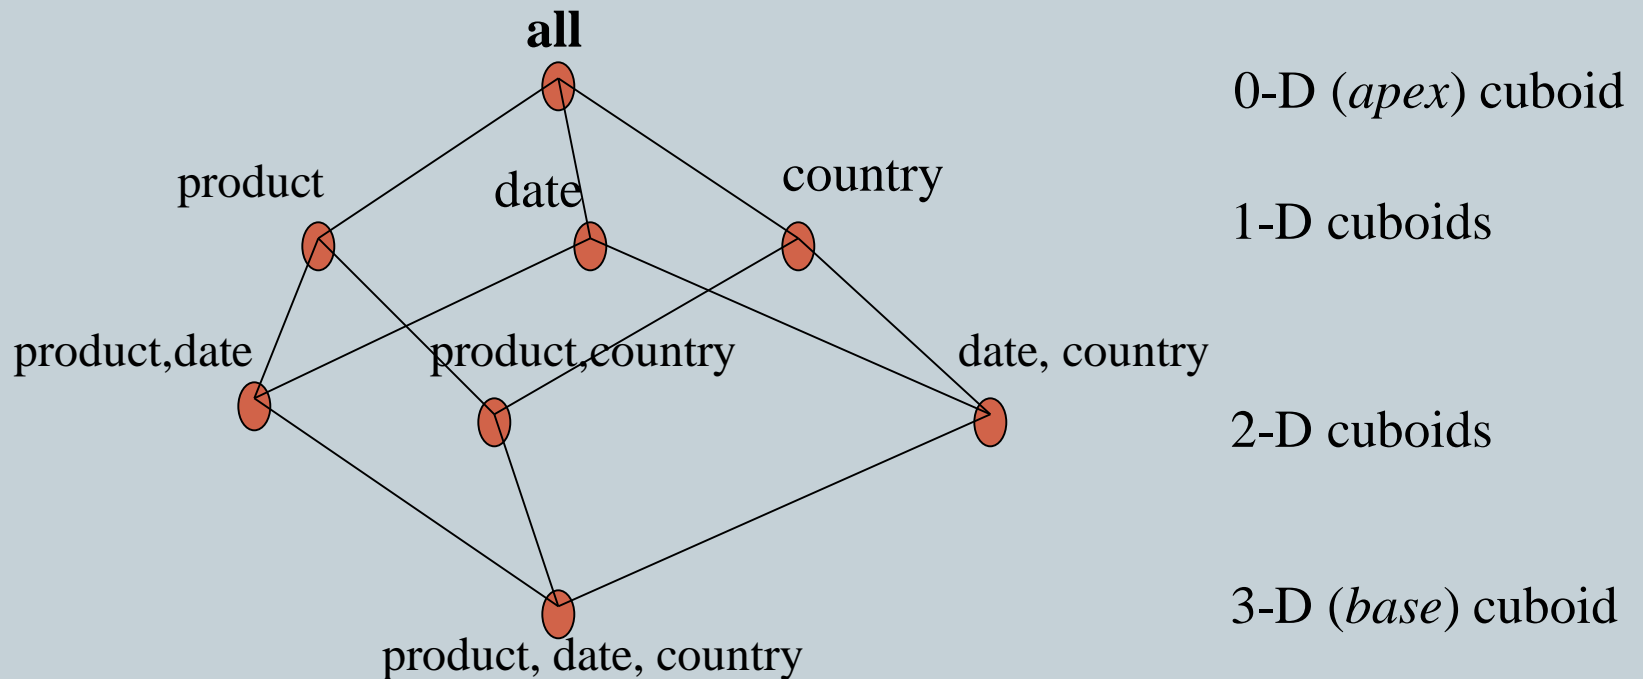 all
0-D (apex) cuboid
product
date
country
1-D cuboids
product,date
product,country
date, country
2-D cuboids
3-D (base) cuboid
product, date, country